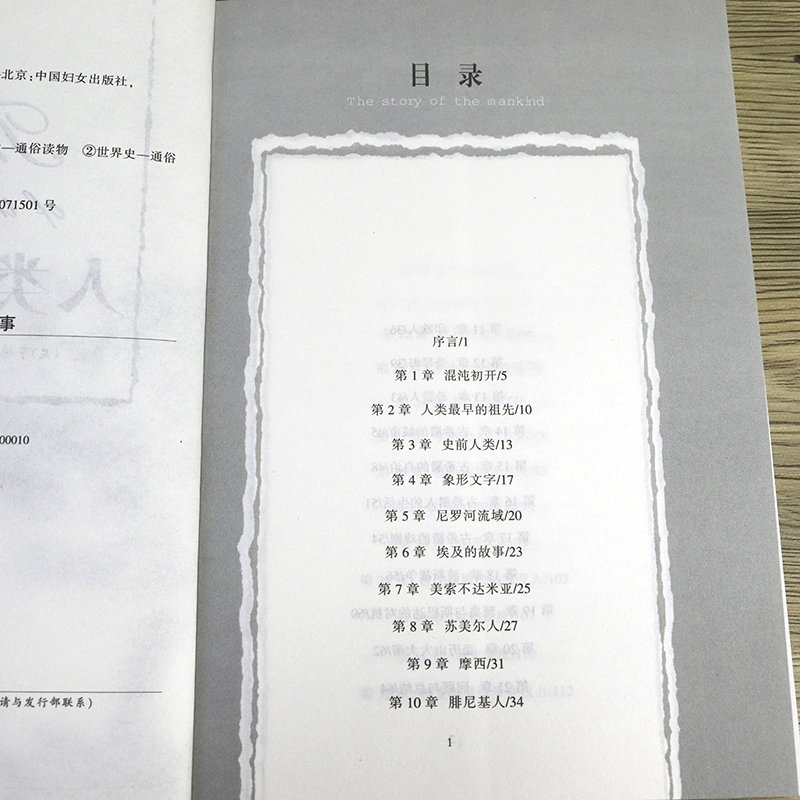 北京：中国妇女出版社，
—通俗读物 ②世界史—通俗
071501 号
事
00010
请与发行部联系）
目 录
The story of the mankind
序言/1
第 1 章 混沌初开/5
第 2 章 人类最早的祖先/10
第 3 章 史前人类/13
第 4 章 象形文字/17
第 5 章 尼罗河流域/20
第 6 章 埃及的故事/23
第 7 章 美索不达米亚/25
第 8 章 苏美尔人/27
第 9 章 摩西/31
第 10 章 腓尼基人/34
1